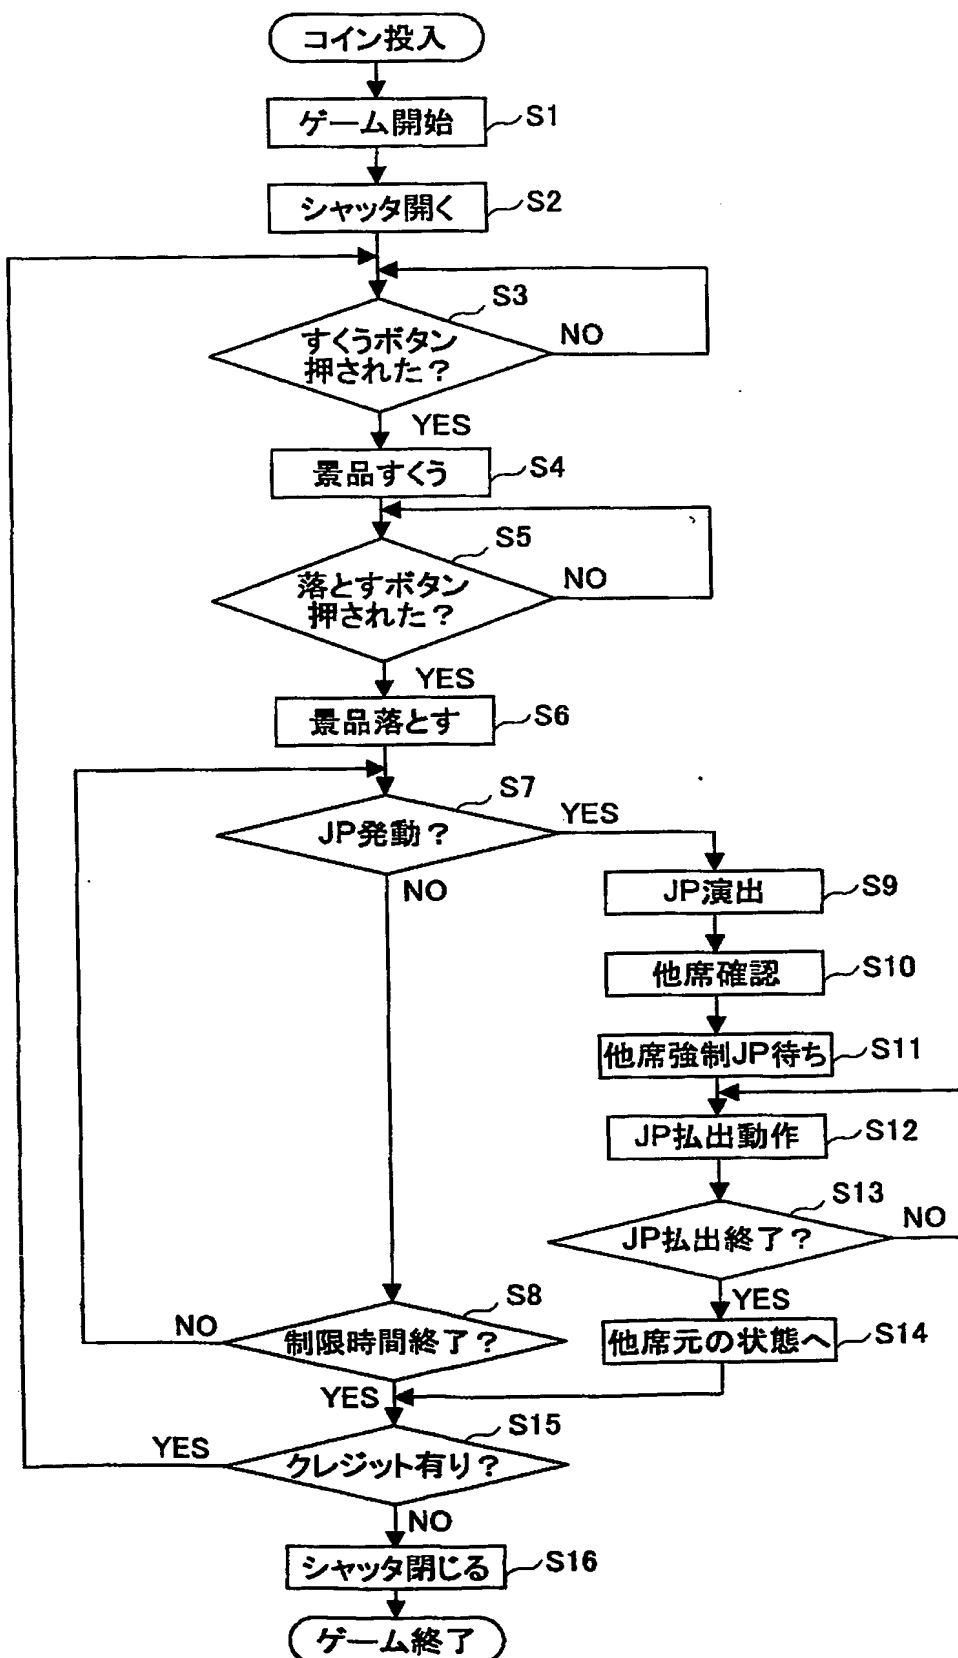 コイン投入
ゲーム開始
S1
シャッタ開く
S2
S3
すくうボタン
押された?
NO
YES
景品すくう
S4
S5
落とすボタン
押された?
NO
YES
景品落とす
S6
S7
JP発動?
YES
NO
JP演出
S9
他席確認
S10
他席強制JP待ち
S11
JP払出動作
S12
S13
JP払出終了?
NO
YES
他席元の状態へ
S14
S8
制限時間終了?
NO
YES
S15
クレジット有り?
YES
NO
シャッタ閉じる
S16
ゲーム終了